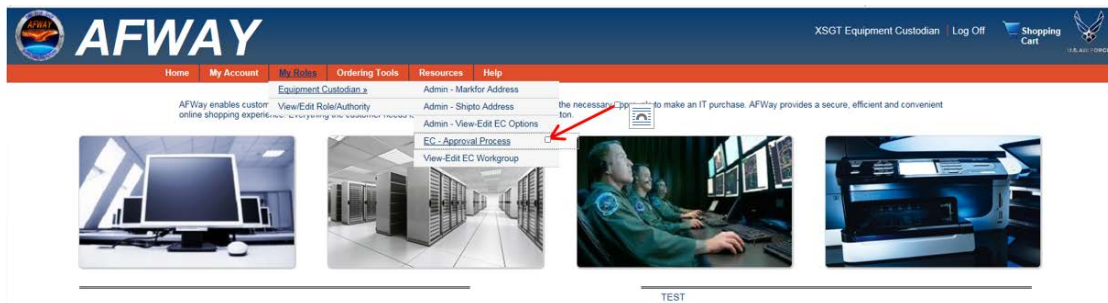 AFWAY
AFWAY
XSGT Equipment Custodian | Log Off
Shopping Cart
U.S. AIR FORCE
Home My Account My Roles Ordering Tools Resources Help
Equipment Custodian »
View/Edit Role/Authority
Admin - Markfor Address
Admin - Shipto Address
Admin - View-Edit EC Options
EC - Approval Process
View-Edit EC Workgroup
AFWay enables custom the necessary to make an IT purchase. AFWay provides a secure, efficient and convenient
online shopping experience. Everything the customer needs ton.
TEST